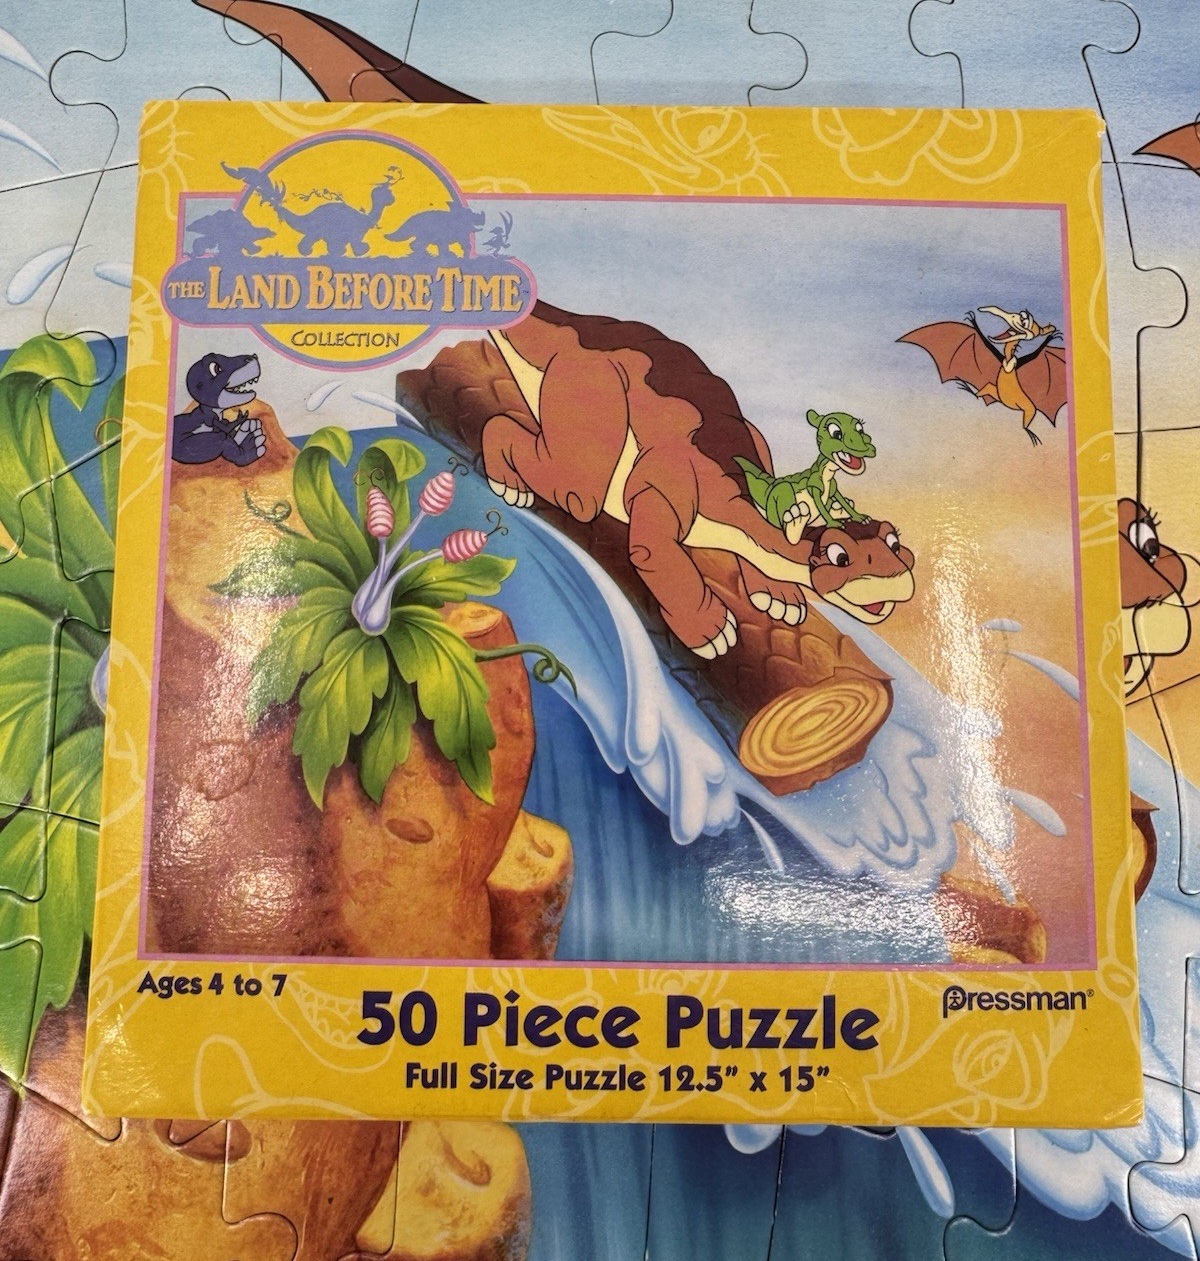 THE LAND BEFORE TIME
COLLECTION
Ages 4 to 7
50 Piece Puzzle
Full Size Puzzle 12.5” x 15”
Pressman®